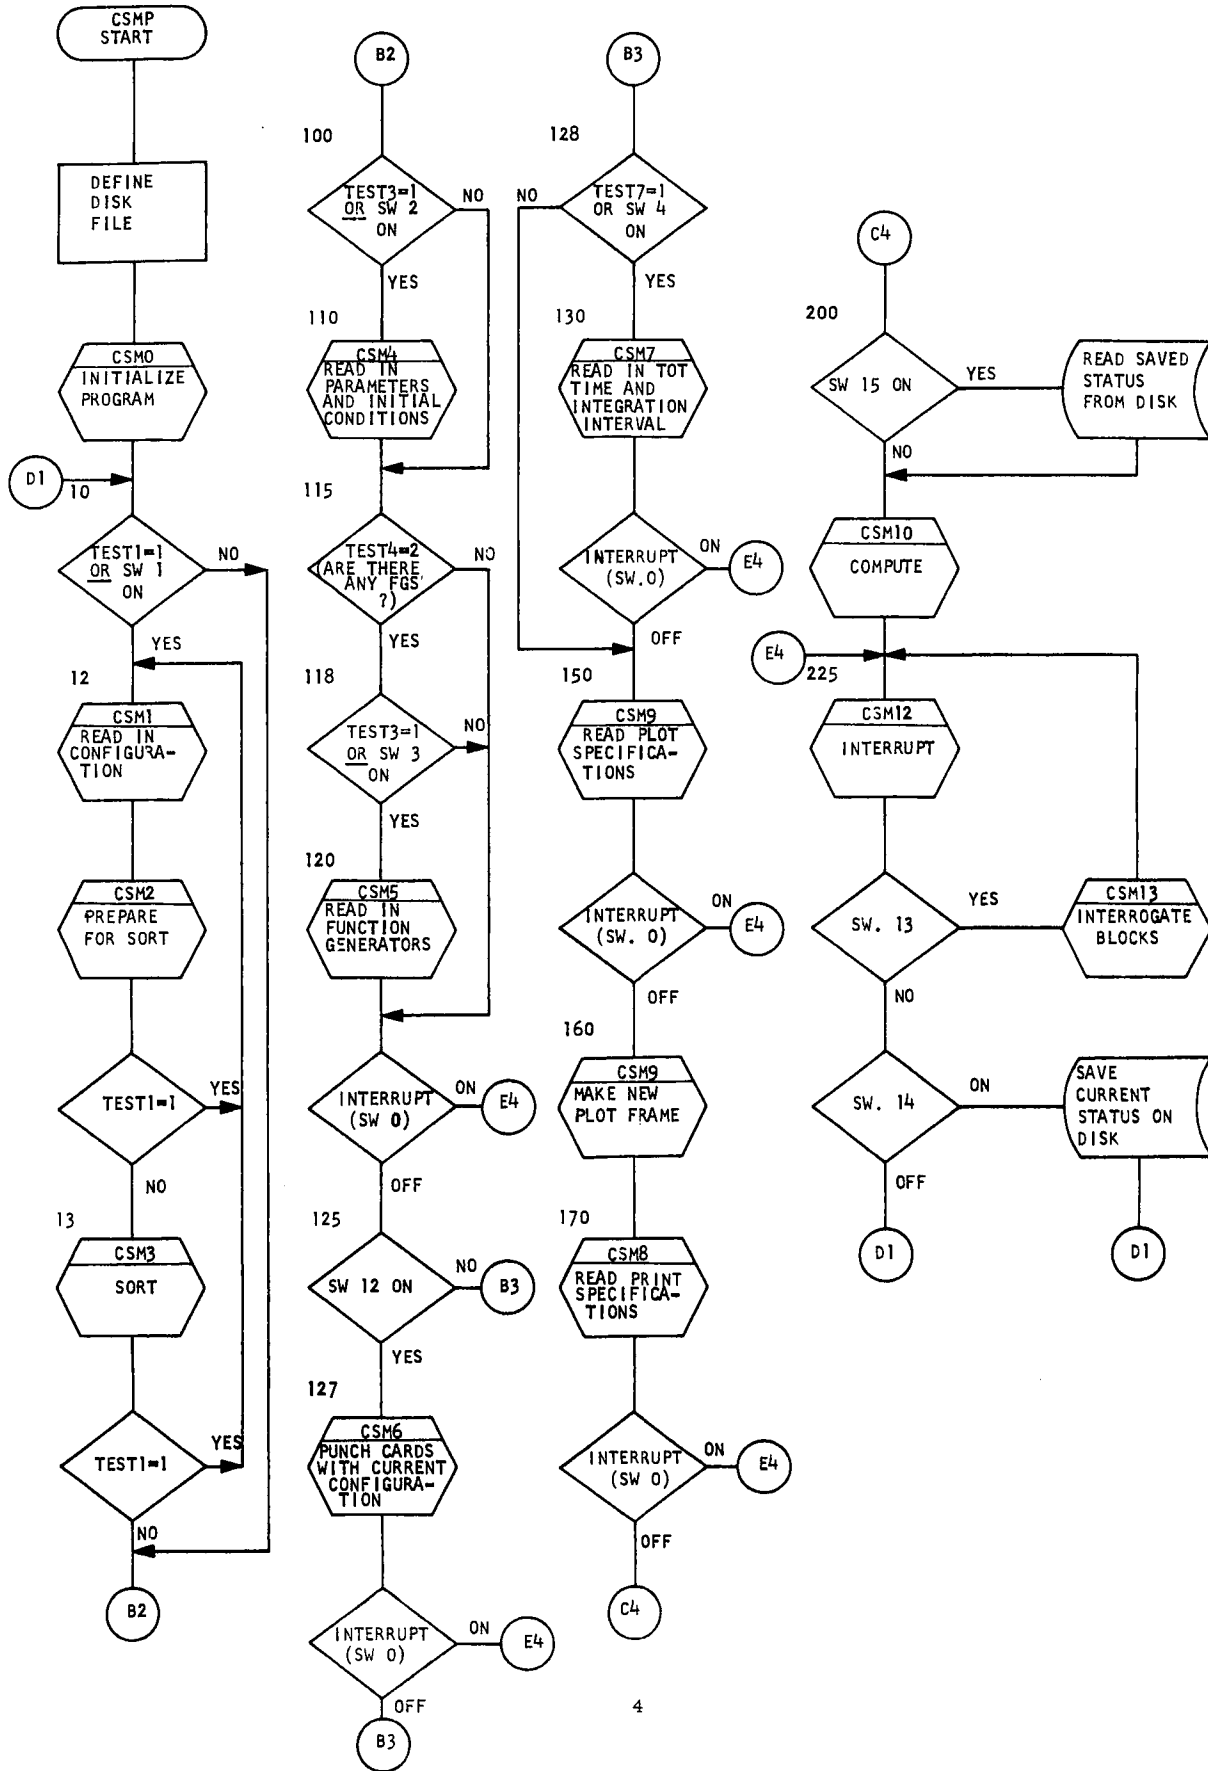 CSMP
START
DEFINE
DISK
FILE
CSM0
INITIALIZE
PROGRAM
D1
10
TEST1=1
OR SW 1
ON
NO
YES
12
CSM1
READ IN
CONFIGURA-
TION
CSM2
PREPARE
FOR SORT
TEST1=1
YES
NO
13
CSM3
SORT
TEST1=1
YES
NO
B2
B2
100
TEST3=1
OR SW 2
ON
NO
YES
110
CSM4
READ IN
PARAMETERS
AND INITIAL
CONDITIONS
115
TEST4=2
(ARE THERE
ANY FGS
?)
NO
YES
118
TEST3=1
OR SW 3
ON
NO
YES
120
CSM5
READ IN
FUNCTION
GENERATORS
INTERRUPT
(SW 0)
ON
E4
OFF
125
SW 12 ON
NO
B3
YES
127
CSM6
PUNCH CARDS
WITH CURRENT
CONFIGURA-
TION
INTERRUPT
(SW 0)
ON
E4
OFF
B3
B3
128
TEST7=1
OR SW 4
ON
NO
YES
130
CSM7
READ IN TOT
TIME AND
INTEGRATION
INTERVAL
INTERRUPT
(SW.0)
ON
E4
OFF
150
CSM9
READ PLOT
SPECIFICA-
TIONS
INTERRUPT
(SW. 0)
ON
E4
OFF
160
CSM9
MAKE NEW
PLOT FRAME
170
CSM8
READ PRINT
SPECIFICA-
TIONS
INTERRUPT
(SW 0)
ON
E4
OFF
C4
C4
200
SW 15 ON
YES
READ SAVED
STATUS
FROM DISK
NO
CSM10
COMPUTE
E4
225
CSM12
INTERRUPT
SW. 13
YES
CSM13
INTERROGATE
BLOCKS
NO
SW. 14
ON
SAVE
CURRENT
STATUS ON
DISK
OFF
D1
D1
4